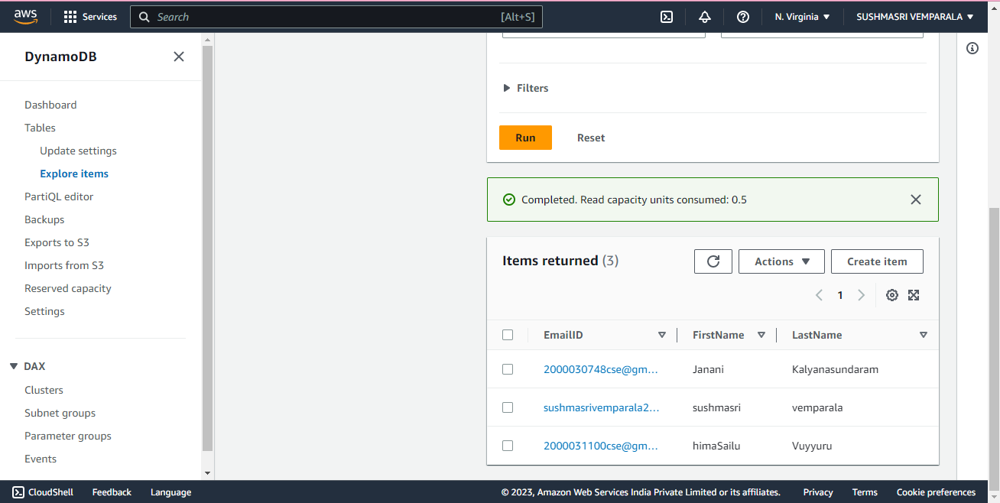 aws Services Search [Alt+S] N. Virginia SUSHMASRI VEMPARALA
DynamoDB
Dashboard
Tables
Update settings
Explore items
PartiQL editor
Backups
Exports to S3
Imports from S3
Reserved capacity
Settings
DAX
Clusters
Subnet groups
Parameter groups
Events
Filters
Run Reset
Completed. Read capacity units consumed: 0.5
Items returned (3) Actions Create item
1
EmailID FirstName LastName
2000030748cse@gm... Janani Kalyanasundaram
sushmasrivemparala2... sushmasri vemparala
2000031100cse@gm... himaSailu Vuyyuru
CloudShell Feedback Language © 2023, Amazon Web Services India Private Limited or its affiliates. Privacy Terms Cookie preferences